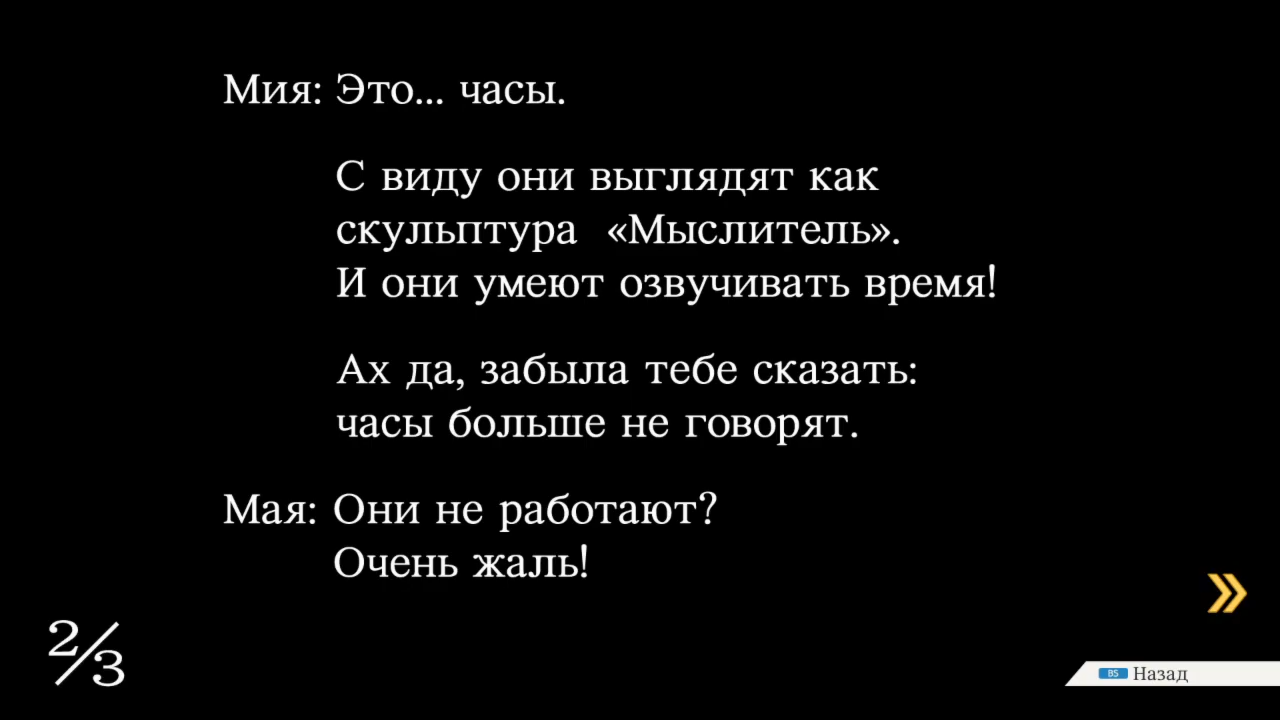 Мия: Это... часы.
С виду они выглядят как
скульптура «Мыслитель».
И они умеют озвучивать время!
Ах да, забыла тебе сказать:
часы больше не говорят.
Мая: Они не работают?
Очень жаль!
2/3
BS Назад